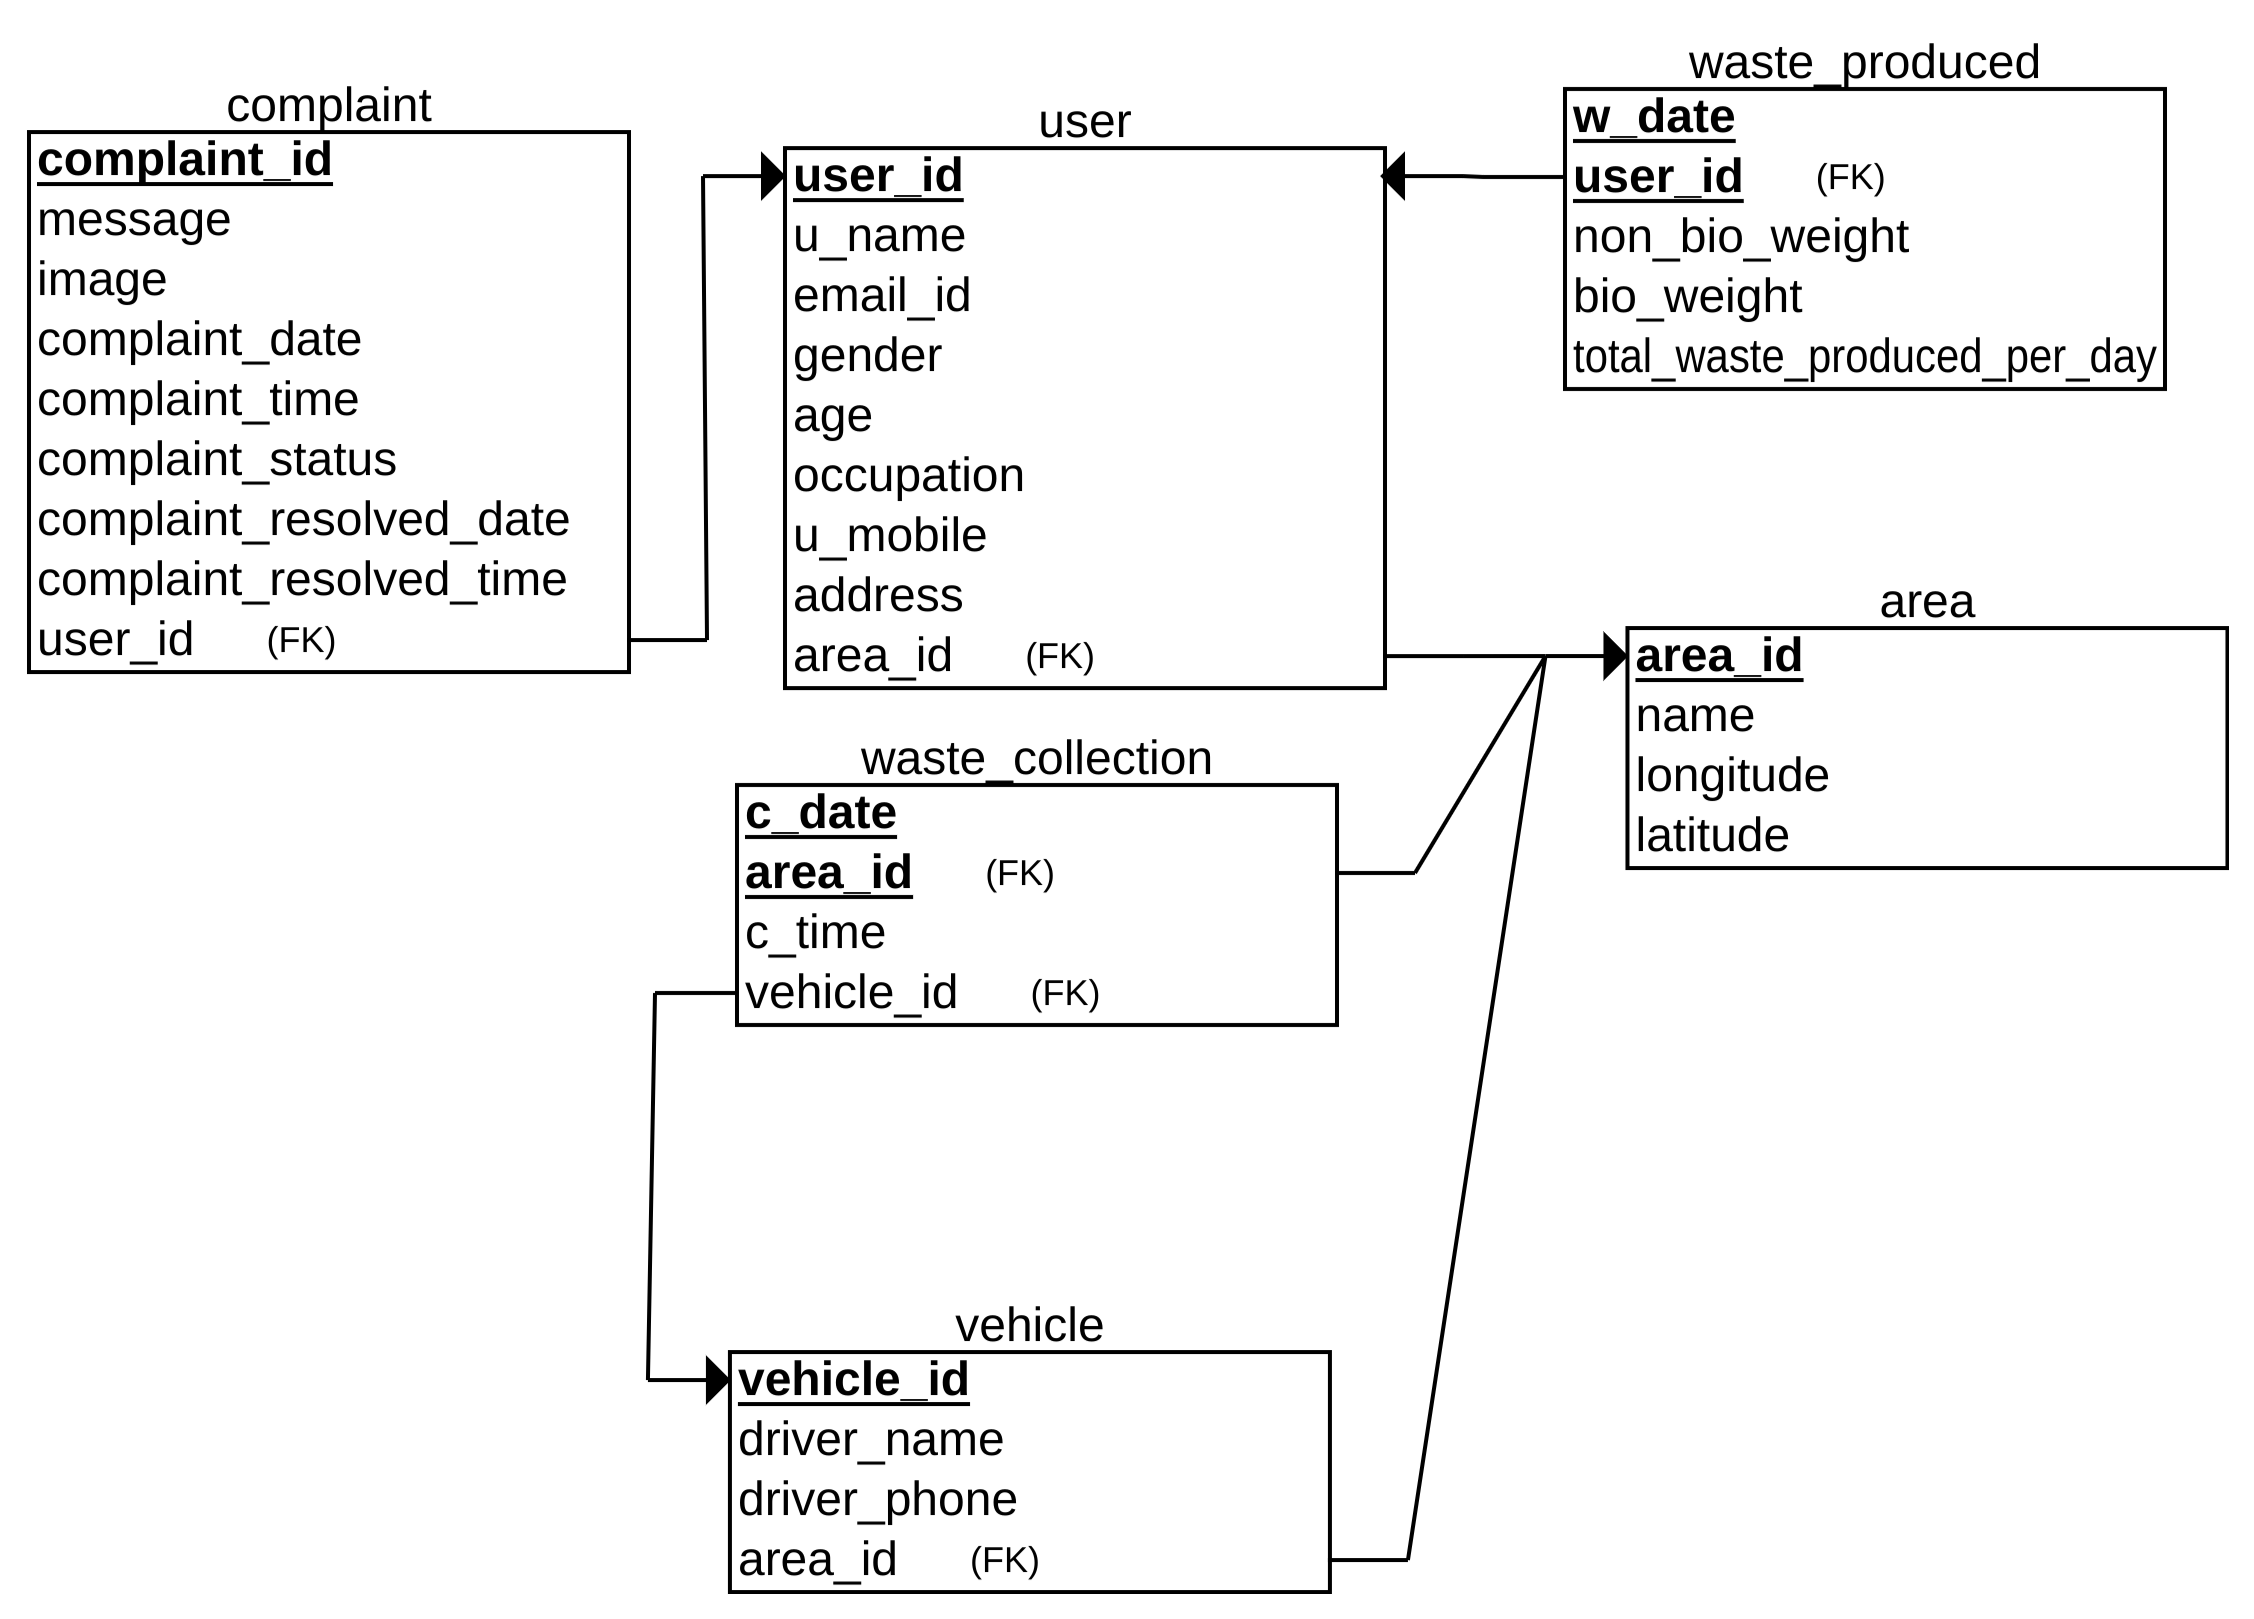 complaint
complaint_id
message
image
complaint_date
complaint_time
complaint_status
complaint_resolved_date
complaint_resolved_time
user_id (FK)
user
user_id
u_name
email_id
gender
age
occupation
u_mobile
address
area_id (FK)
waste_produced
w_date
user_id (FK)
non_bio_weight
bio_weight
total_waste_produced_per_day
area
area_id
name
longitude
latitude
waste_collection
c_date
area_id (FK)
c_time
vehicle_id (FK)
vehicle
vehicle_id
driver_name
driver_phone
area_id (FK)